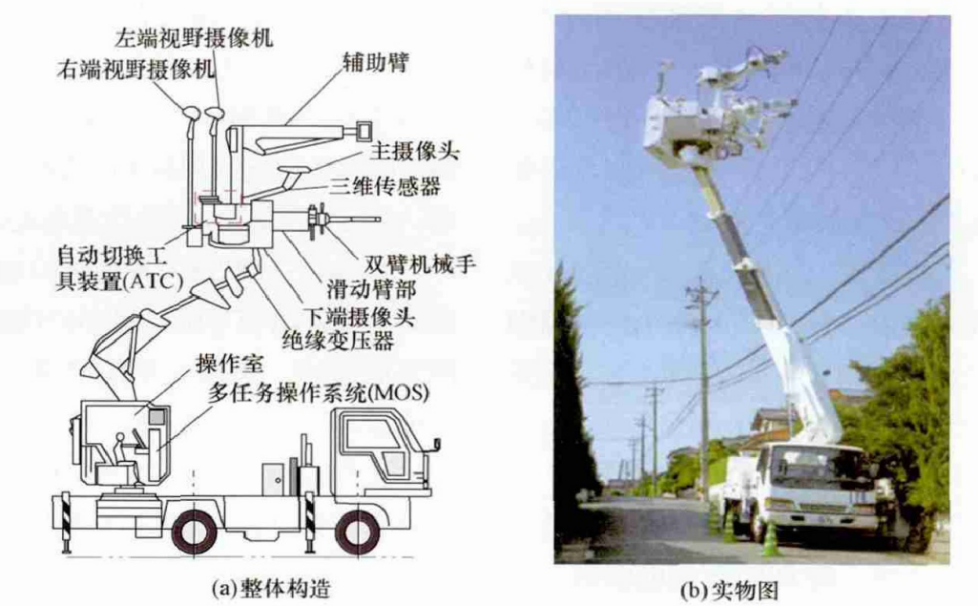 左端视野摄像机
右端视野摄像机
辅助臂
主摄像头
三维传感器
自动切换工
具装置(ATC)
双臂机械手
滑动臂部
下端摄像头
绝缘变压器
操作室
多任务操作系统(MOS)
(a)整体构造
(b)实物图